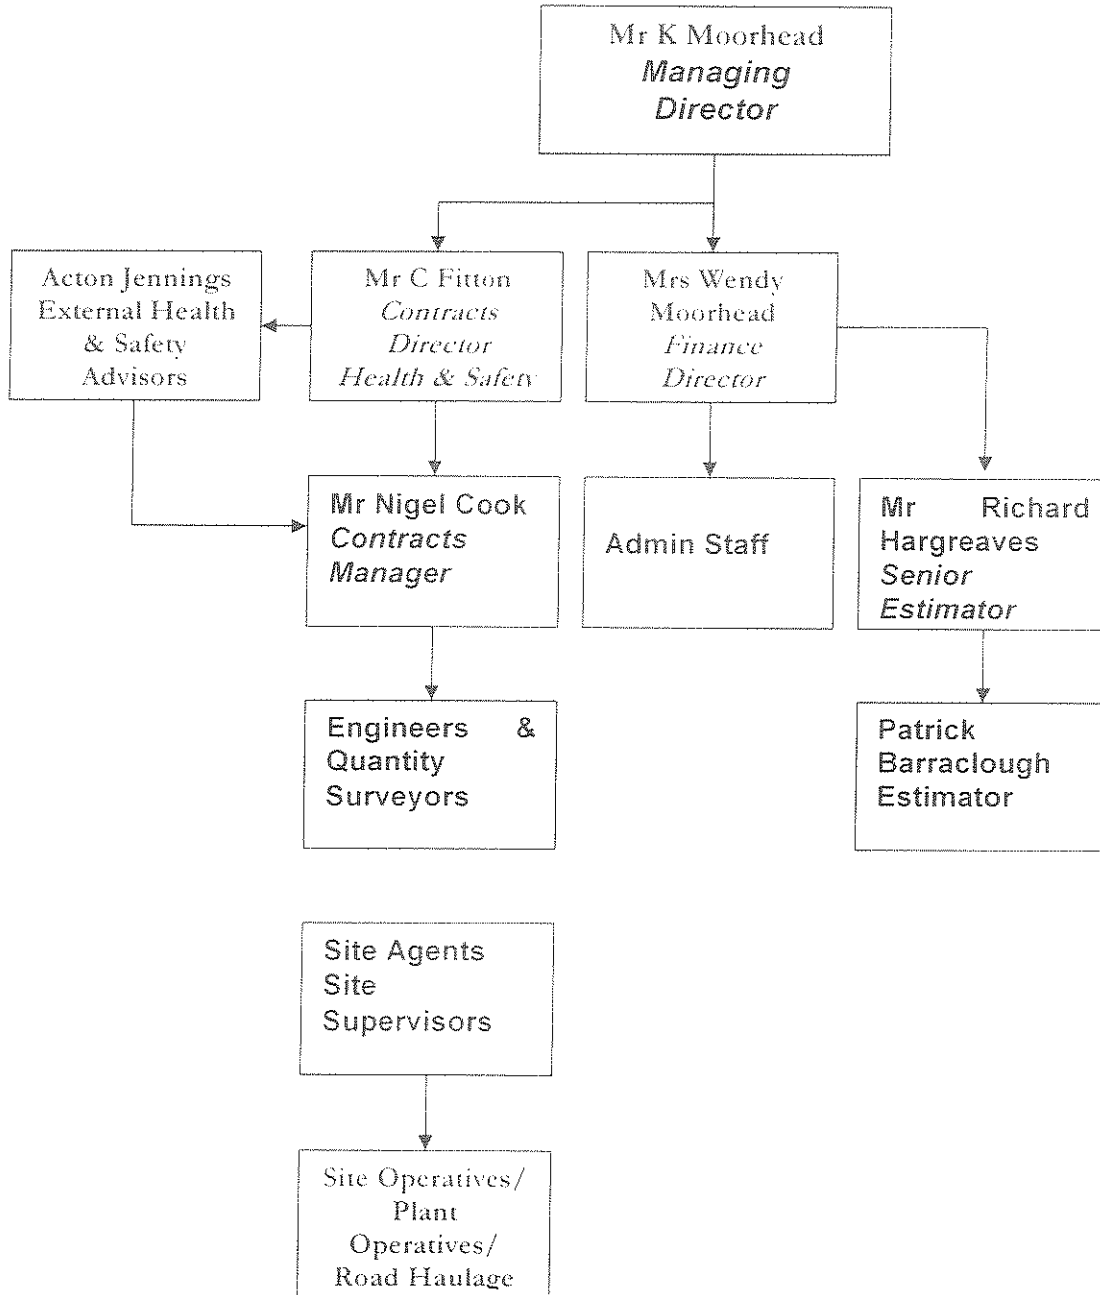 Mr K Moorhead
Managing
Director
Acton Jennings
External Health
& Safety
Advisors
Mr C Fitton
Contracts
Director
Health & Safety
Mrs Wendy
Moorhead
Finance
Director
Mr Nigel Cook
Contracts
Manager
Admin Staff
Mr Richard
Hargreaves
Senior
Estimator
Engineers &
Quantity
Surveyors
Patrick
Barraclough
Estimator
Site Agents
Site
Supervisors
Site Operatives/
Plant
Operatives/
Road Haulage